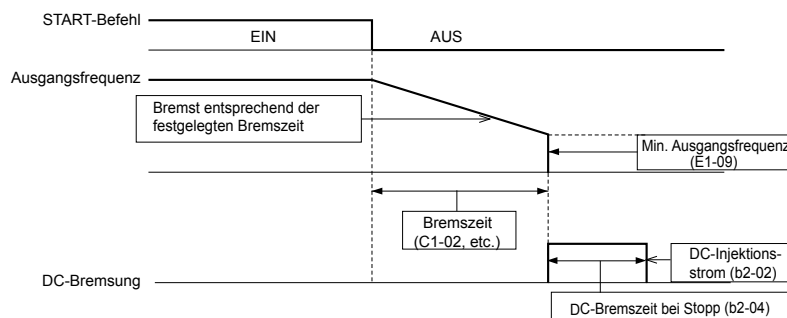 START-Befehl
EIN
AUS
Ausgangsfrequenz
Bremst entsprechend der
festgelegten Bremszeit
Min. Ausgangsfrequenz
(E1-09)
Bremszeit
(C1-02, etc.)
DC-Bremsung
DC-Injektions-
strom (b2-02)
DC-Bremszeit bei Stopp (b2-04)